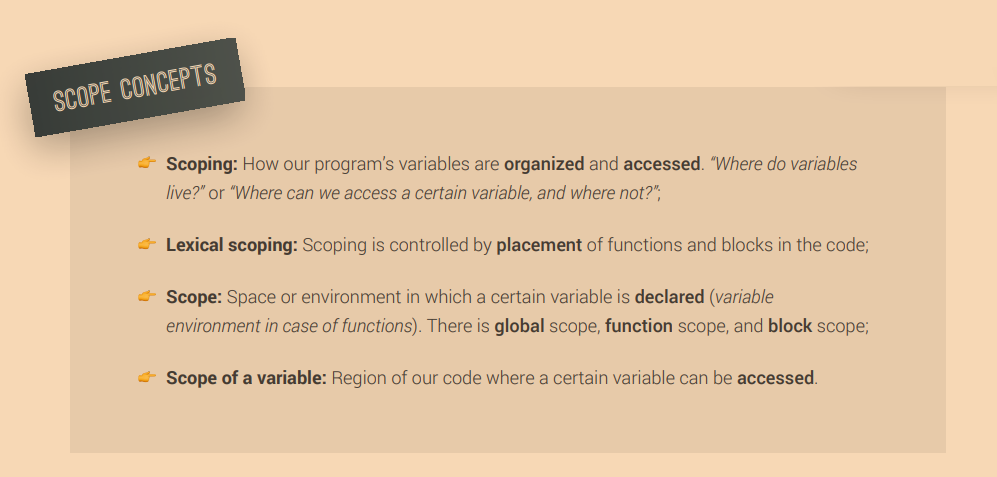 SCOPE CONCEPTS
Scoping: How our program’s variables are organized and accessed. “Where do variables
live?” or “Where can we access a certain variable, and where not?”;
Lexical scoping: Scoping is controlled by placement of functions and blocks in the code;
Scope: Space or environment in which a certain variable is declared (variable
environment in case of functions). There is global scope, function scope, and block scope;
Scope of a variable: Region of our code where a certain variable can be accessed.